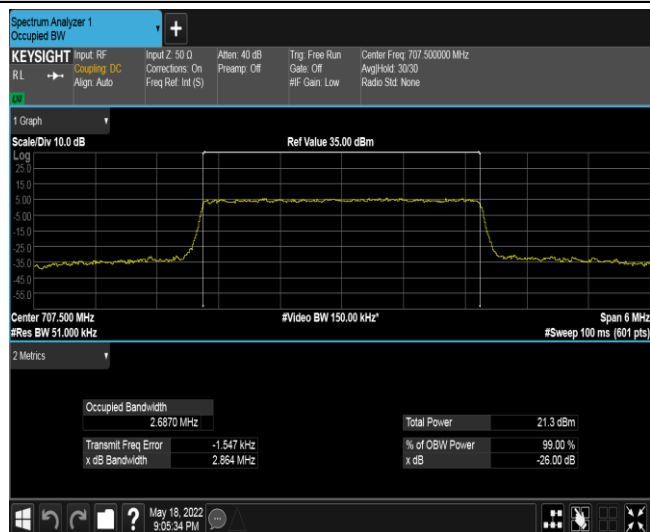 Spectrum Analyzer 1
Occupied BW
KEYSIGHT Input: RF Input Z: 50 Ω Atten: 40 dB Trig: Free Run Center Freq: 707.500000 MHz
RL Coupling: DC Corrections: On Preamp: Off Gate: Off Avg|Hold: 30/30
Align: Auto Freq Ref: Int (S) #IF Gain: Low Radio Std: None
1 Graph
Scale/Div 10.0 dB Ref Value 35.00 dBm
Log
25.0
15.0
5.00
-5.00
-15.0
-25.0
-35.0
-45.0
-55.0
Center 707.500 MHz #Video BW 150.00 kHz* Span 6 MHz
#Res BW 51.000 kHz #Sweep 100 ms (601 pts)
2 Metrics
Occupied Bandwidth
2.6870 MHz Total Power 21.3 dBm
Transmit Freq Error -1.547 kHz % of OBW Power 99.00 %
x dB Bandwidth 2.864 MHz x dB -26.00 dB
? May 18, 2022
9:05:34 PM